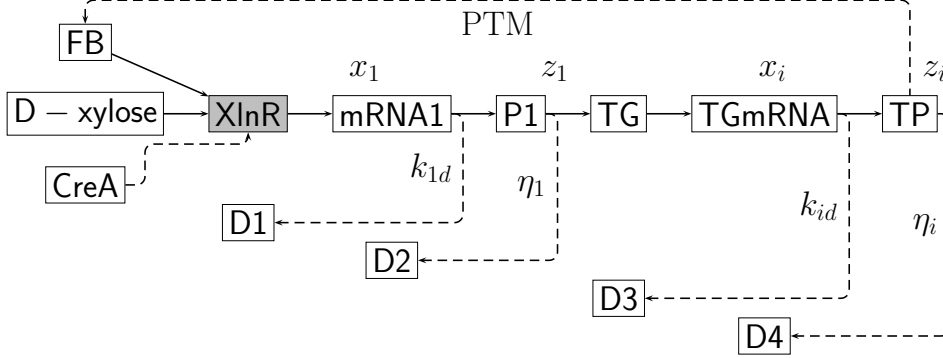 PTM
FB
x₁ z₁ xᵢ zᵢ
D − xylose XlnR mRNA1 P1 TG TGmRNA TP
CreA k₁d η₁ kᵢd ηᵢ
D1
D2
D3
D4